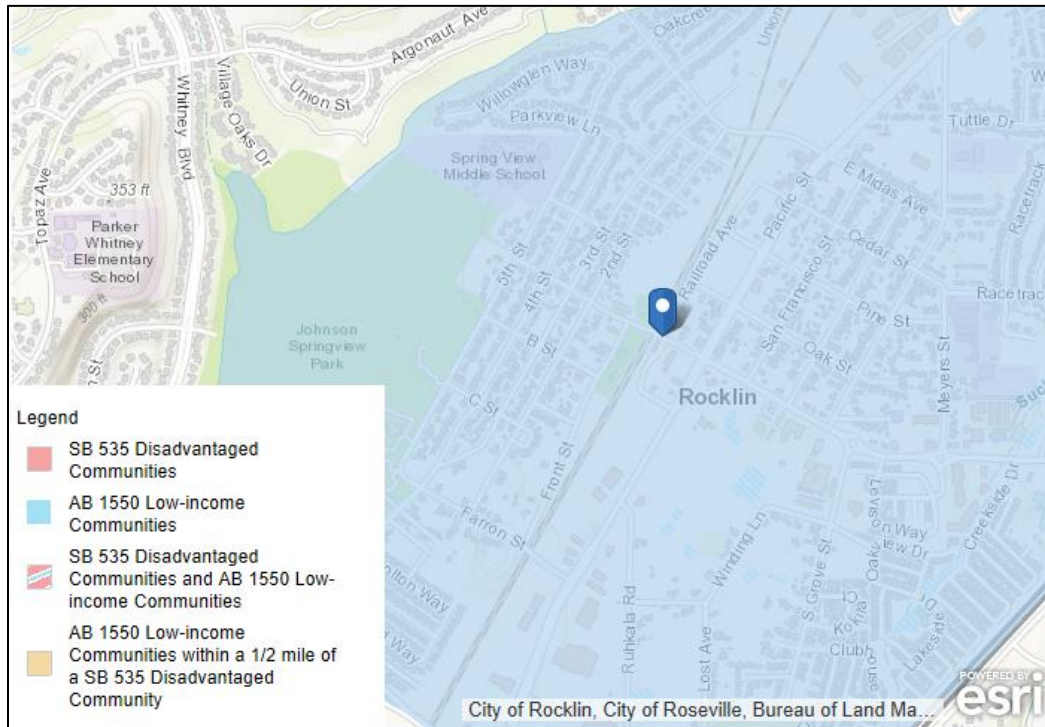 Argonaut Ave
Union St
Village Oaks Dr
Whitney Blvd
Topaz Ave
353 ft
300 ft
Parker
Whitney
Elementary
School
Oakcre
Union
Willowglen Way
Parkview Ln
Spring View
Middle School
Tuttle Dr
E Midas Ave
Racetrack
Pacific St
Railroad Ave
Cedar St
5th St
4th St
3rd St
2nd St
San Francisco St
Pine St
Racetrac
Oak St
Meyers St
Johnson
Springview
Park
B St
C St
Rocklin
Front St
Farron St
olton Way
Ruhkala Rd
Winding Ln
Lost Ave
S Grove St
Creekside Dr
Lakeside
Dr
Legend
SB 535 Disadvantaged
Communities
AB 1550 Low-income
Communities
SB 535 Disadvantaged
Communities and AB 1550 Low-
income Communities
AB 1550 Low-income
Communities within a 1/2 mile of
a SB 535 Disadvantaged
Community
City of Rocklin, City of Roseville, Bureau of Land Ma...
POWERED BY
esri